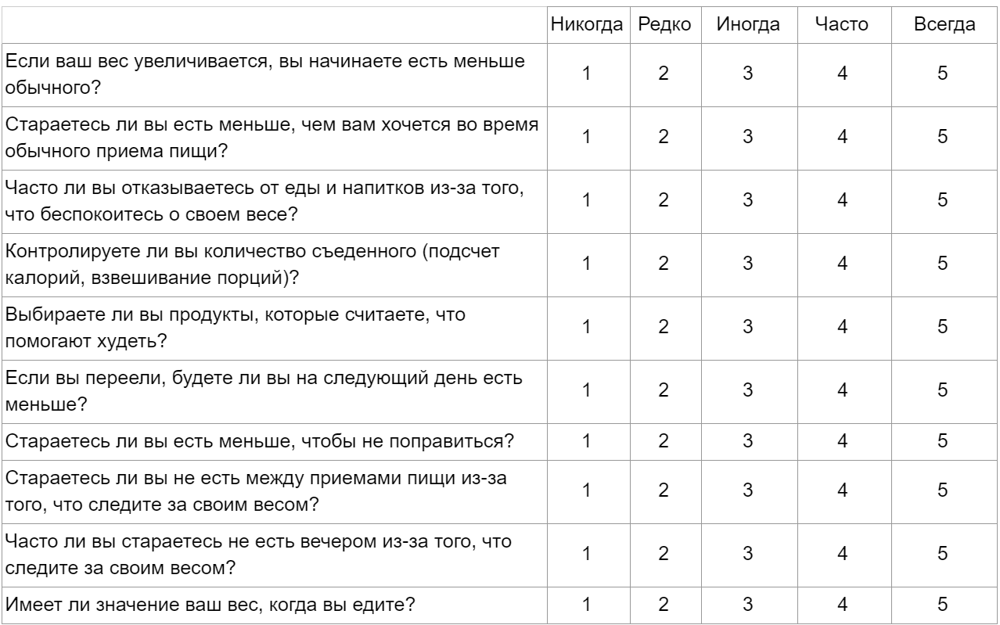 Никогда Редко Иногда Часто Всегда
Если ваш вес увеличивается, вы начинаете есть меньше
обычного? 1 2 3 4 5
Стараетесь ли вы есть меньше, чем вам хочется во время
обычного приема пищи? 1 2 3 4 5
Часто ли вы отказываетесь от еды и напитков из-за того,
что беспокоитесь о своем весе? 1 2 3 4 5
Контролируете ли вы количество съеденного (подсчет
калорий, взвешивание порций)? 1 2 3 4 5
Выбираете ли вы продукты, которые считаете, что
помогают худеть? 1 2 3 4 5
Если вы переели, будете ли вы на следующий день есть
меньше? 1 2 3 4 5
Стараетесь ли вы есть меньше, чтобы не поправиться? 1 2 3 4 5
Стараетесь ли вы не есть между приемами пищи из-за
того, что следите за своим весом? 1 2 3 4 5
Часто ли вы стараетесь не есть вечером из-за того, что
следите за своим весом? 1 2 3 4 5
Имеет ли значение ваш вес, когда вы едите? 1 2 3 4 5